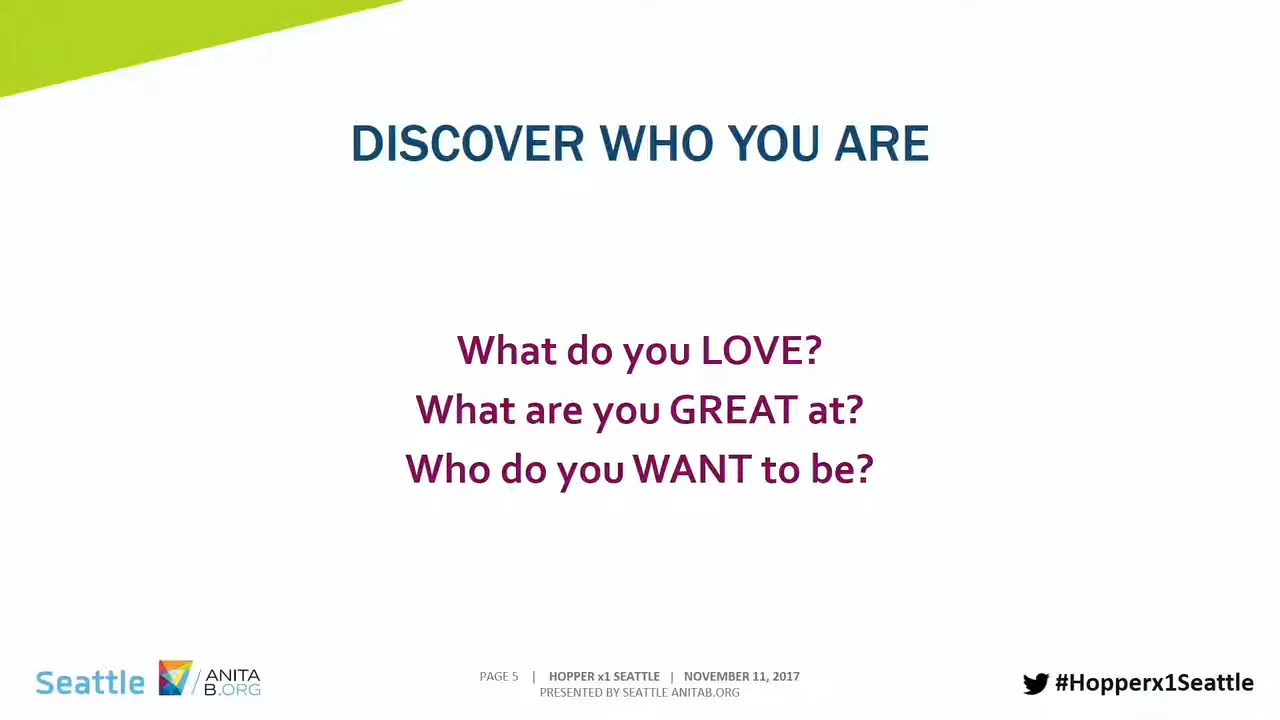 DISCOVER WHO YOU ARE
What do you LOVE?
What are you GREAT at?
Who do you WANT to be?
Seattle
ANITA
B.ORG
PAGE 5 | HOPPER x1 SEATTLE | NOVEMBER 11, 2017
PRESENTED BY SEATTLE ANITAB.ORG
#Hopperx1Seattle